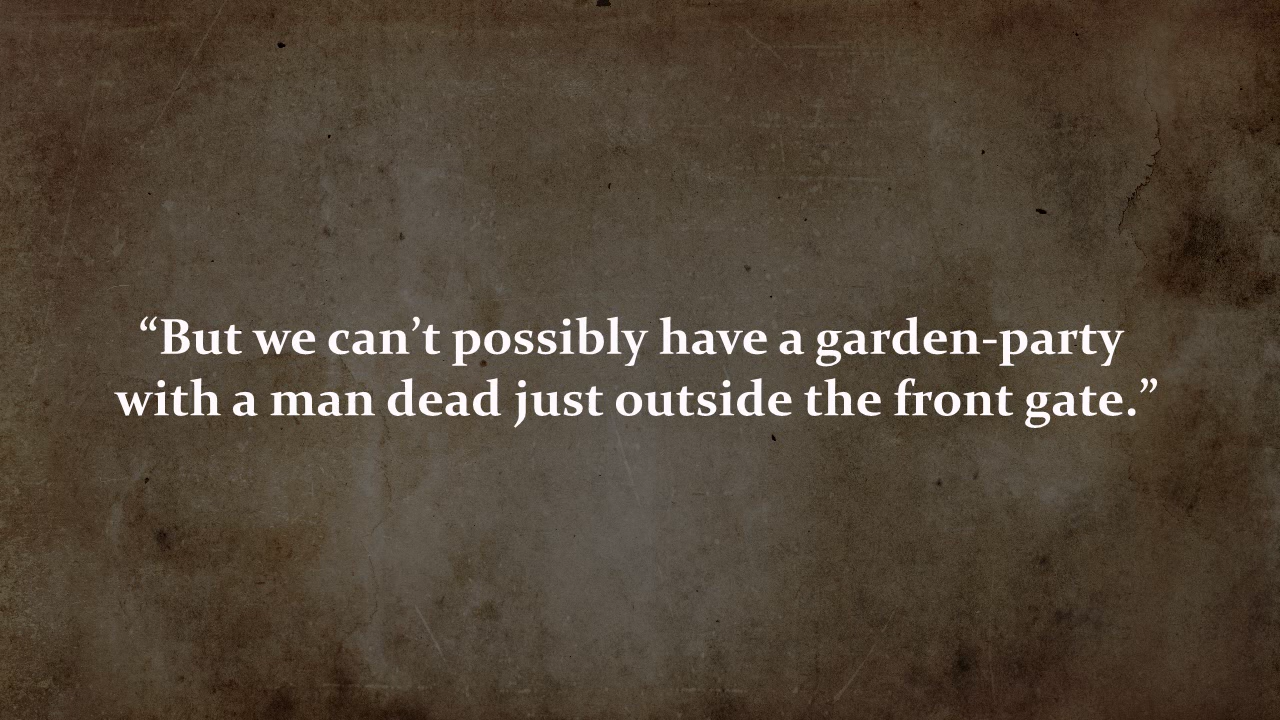 “But we can’t possibly have a garden-party
with a man dead just outside the front gate.”